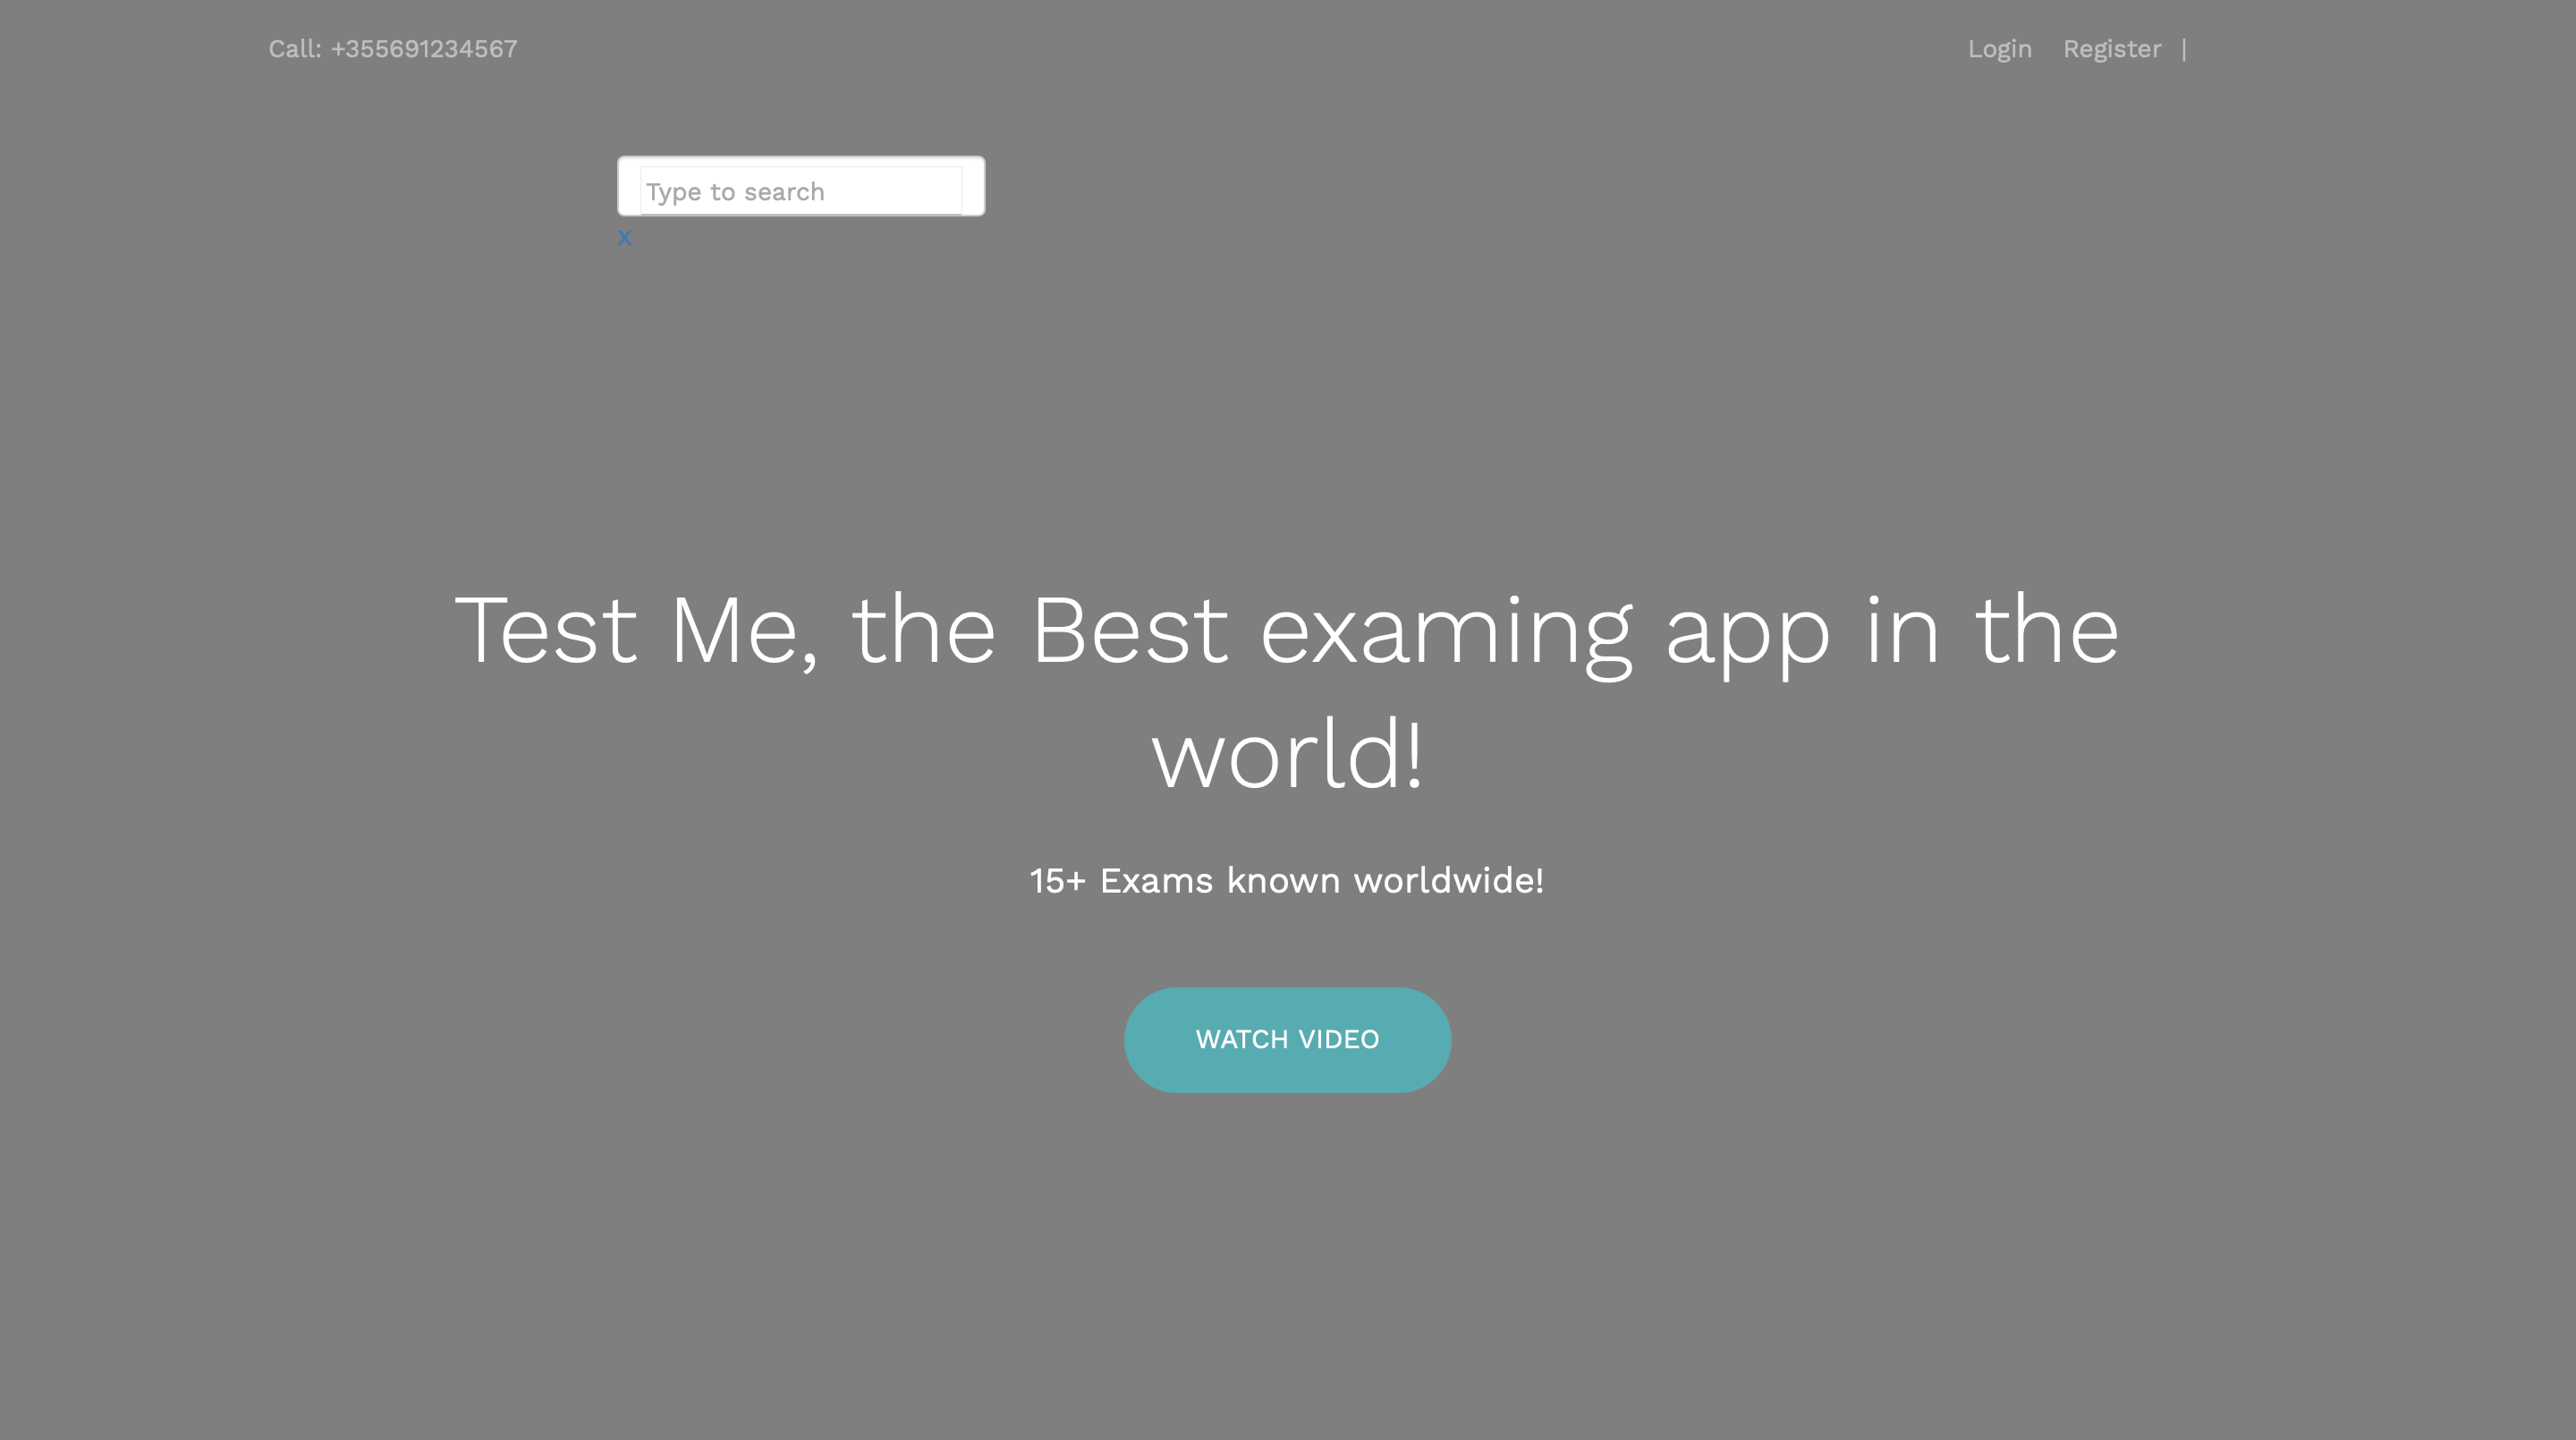 Call: +355691234567
Login Register |
Type to search
x
Test Me, the Best examing app in the
world!
15+ Exams known worldwide!
WATCH VIDEO